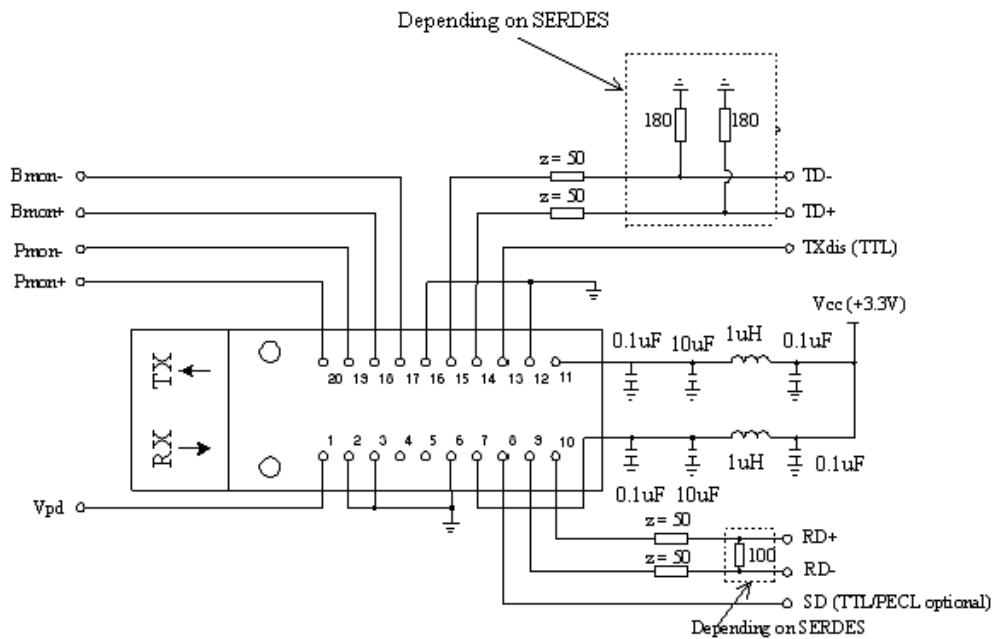 Depending on SERDES
180
180
z = 50
Bmon-
TD-
z = 50
Bmon+
TD+
Pmon-
TXdis (TTL)
Pmon+
Vcc (+3.3V)
0.1uF
10uF
1uH
0.1uF
TX
20 19 18 17 16 15 14 13 12 11
RX
1 2 3 4 5 6 7 8 9 10
1uH
0.1uF
0.1uF
10uF
Vpd
z = 50
RD+
100
z = 50
RD-
SD (TTL/PECL optional)
Depending on SERDES